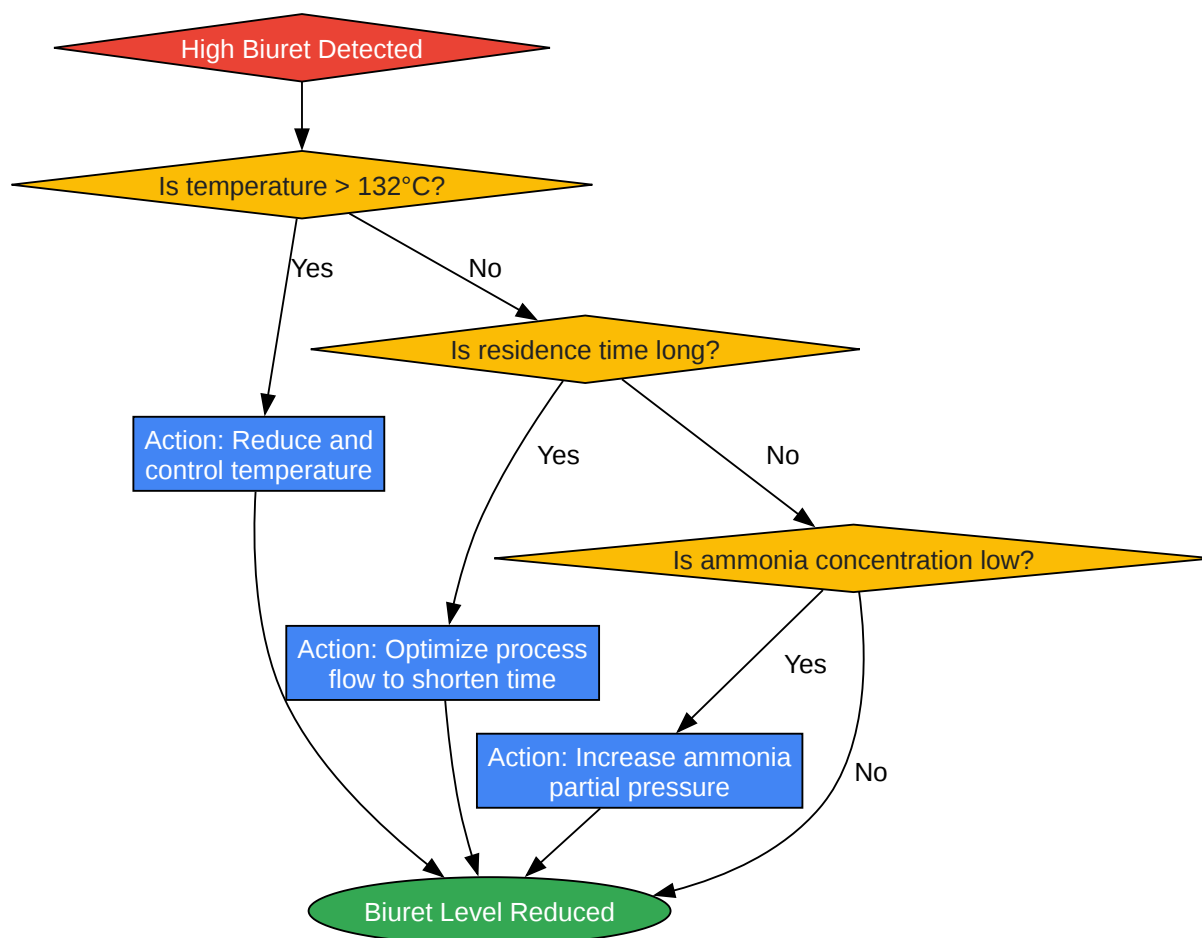 High Biuret Detected
Is temperature > 132°C?
Yes
No
Is residence time long?
Action: Reduce and
control temperature
Yes
No
Is ammonia concentration low?
Action: Optimize process
flow to shorten time
Yes
Action: Increase ammonia
partial pressure
No
Biuret Level Reduced